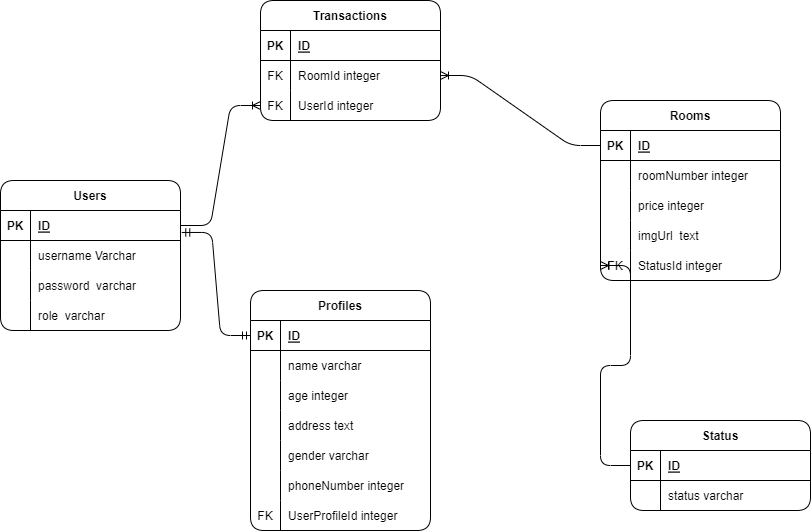 Transactions
PK ID
FK RoomId integer
FK UserId integer
Rooms
PK ID
roomNumber integer
price integer
imgUrl  text
FK StatusId integer
Users
PK ID
username Varchar
password  varchar
role  varchar
Profiles
PK ID
name varchar
age integer
address text
gender varchar
phoneNumber integer
FK UserProfileId integer
Status
PK ID
status varchar